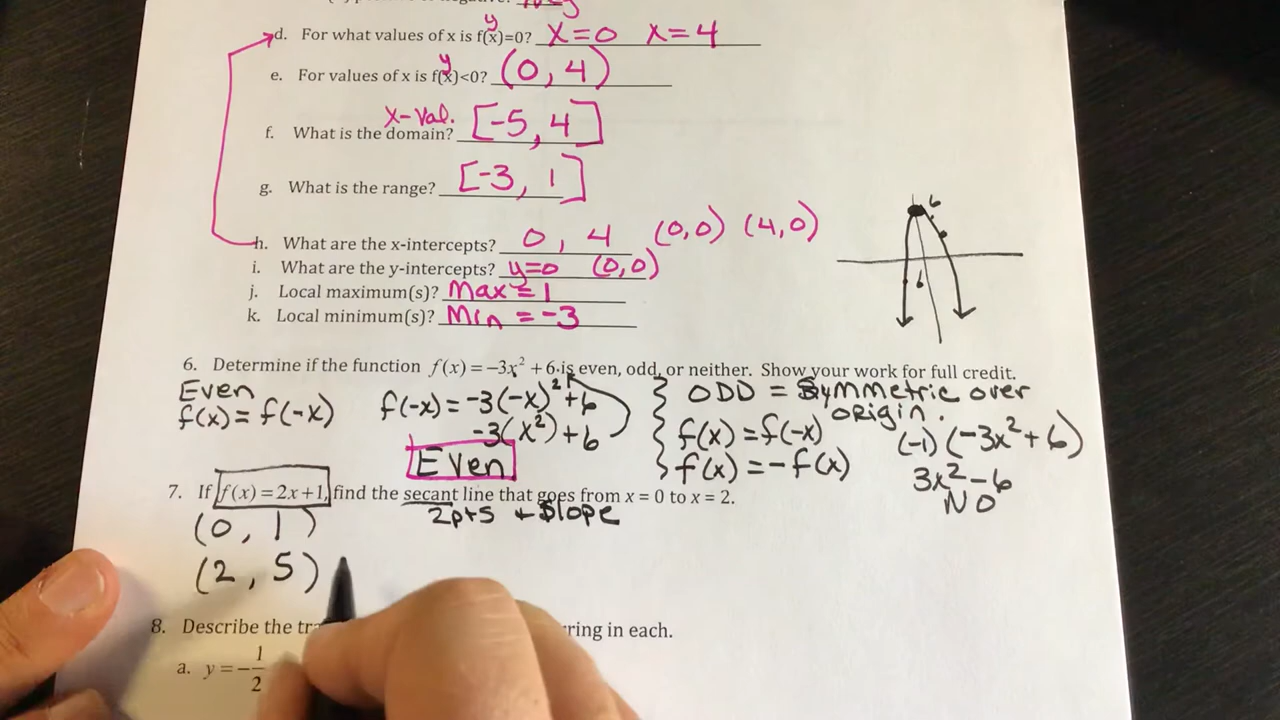 y
d. For what values of x is f(x)=0? x=0 x=4
y
e. For values of x is f(x)<0? (0, 4)
x-val.
f. What is the domain? [-5, 4]
g. What is the range? [-3, 1]
h. What are the x-intercepts? 0, 4 (0,0) (4,0)
i. What are the y-intercepts? y=0 (0,0)
j. Local maximum(s)? Max = 1
k. Local minimum(s)? Min = -3
6
6
6. Determine if the function f(x) = −3x² + 6 is even, odd, or neither. Show your work for full credit.
Even
f(x) = f(-x)
f(-x) = -3(-x)² + 6
-3(x²) + 6
Even
ODD = Symmetric over
origin.
f(x) = f(-x)
f(x) = -f(x)
(-1)(-3x² + 6)
3x² - 6
NO
7. If f(x) = 2x+1, find the secant line that goes from x = 0 to x = 2.
2pts + Slope
(0, 1)
(2, 5)
8. Describe the
ring in each.
a. y = −1/2